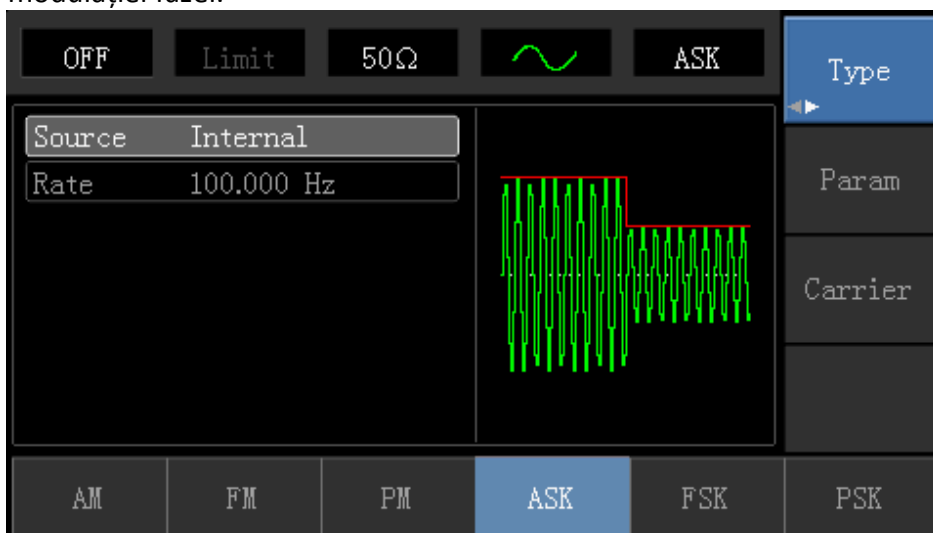 OFF Limit 50Ω ASK Type
Source Internal
Rate 100.000 Hz
Param
Carrier
AM FM PM ASK FSK PSK